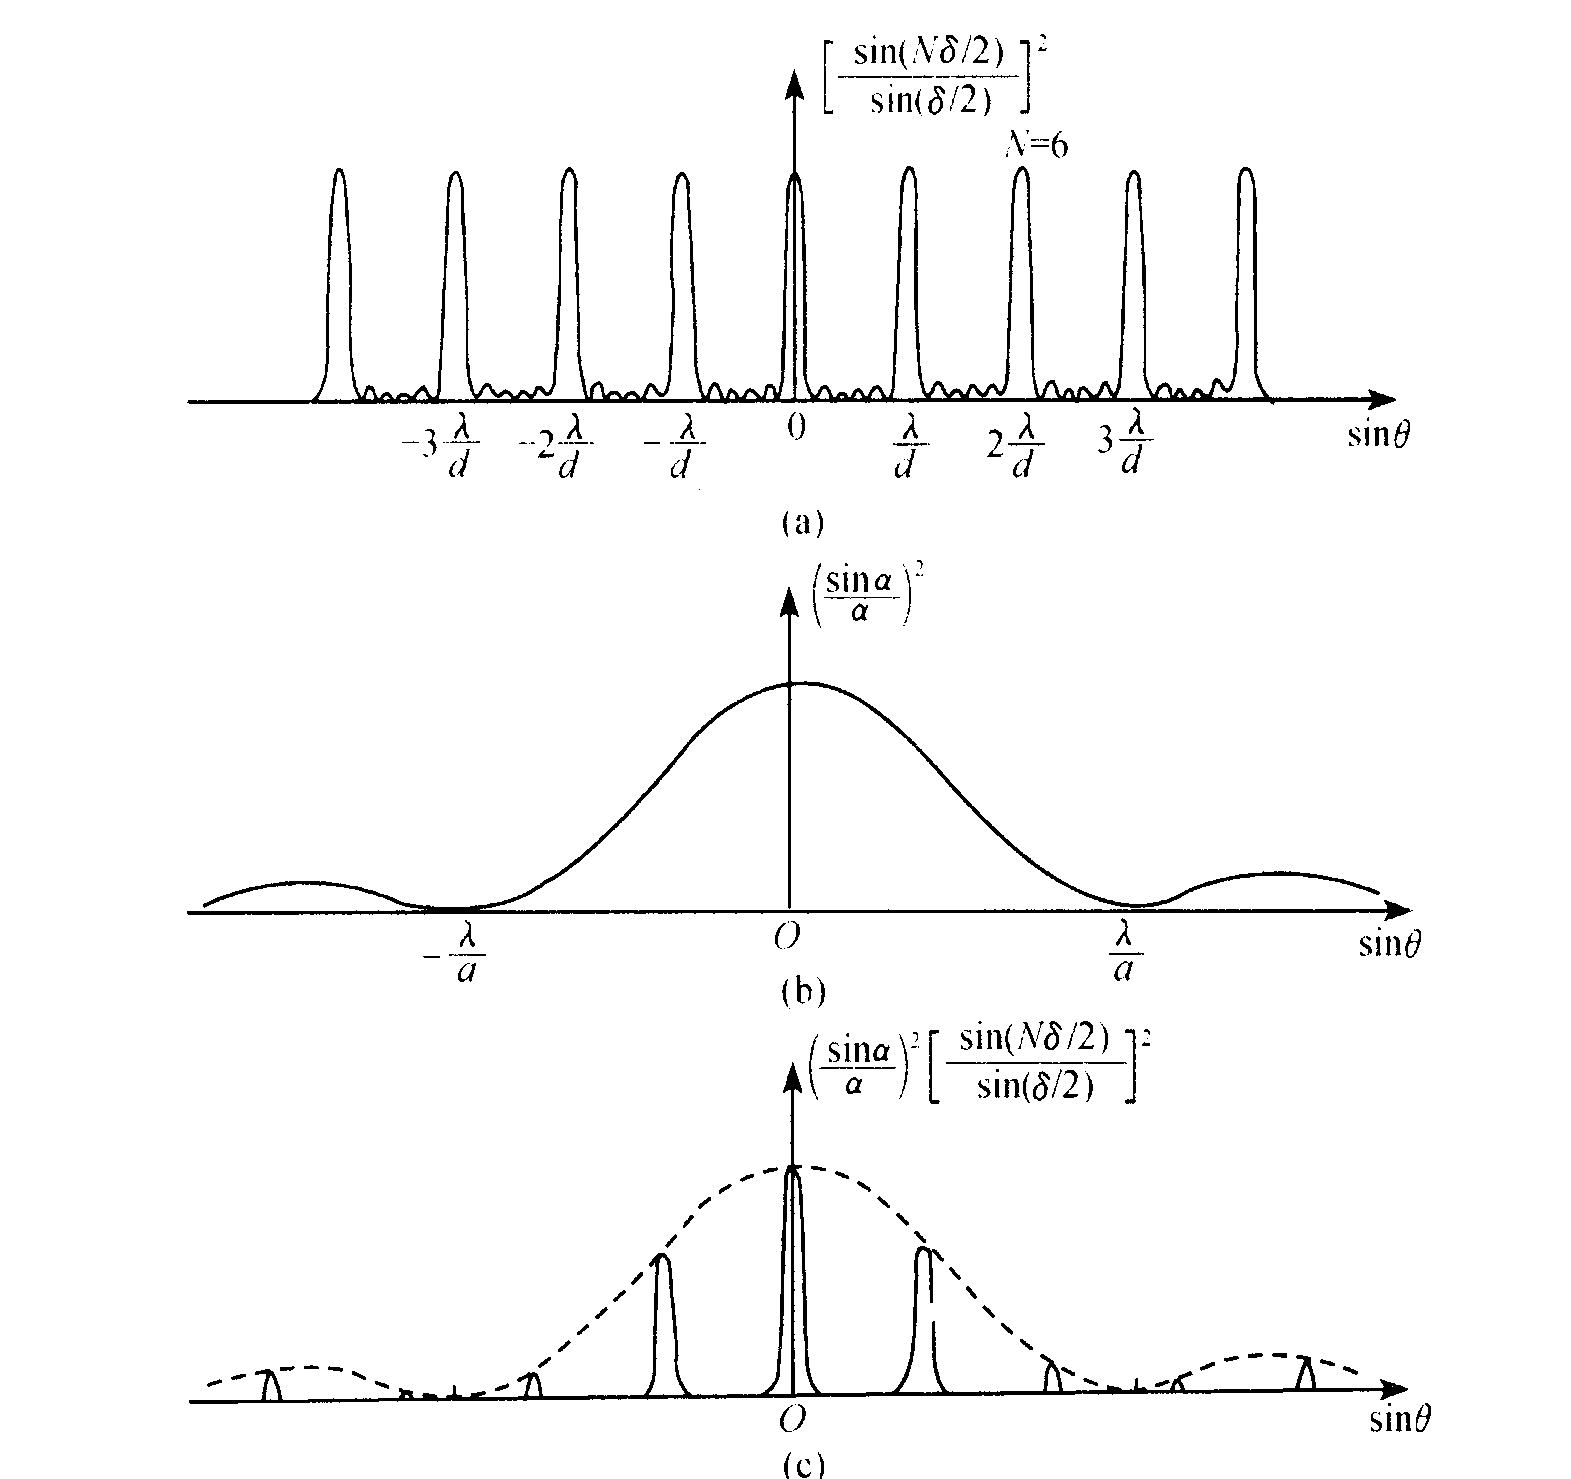 [sin(Nδ/2)/sin(δ/2)]²
N=6
-3λ/d -2λ/d -λ/d 0 λ/d 2λ/d 3λ/d sinθ
(a)
(sinα/α)²
-λ/a O λ/a sinθ
(b)
(sinα/α)²[sin(Nδ/2)/sin(δ/2)]²
O sinθ
(c)